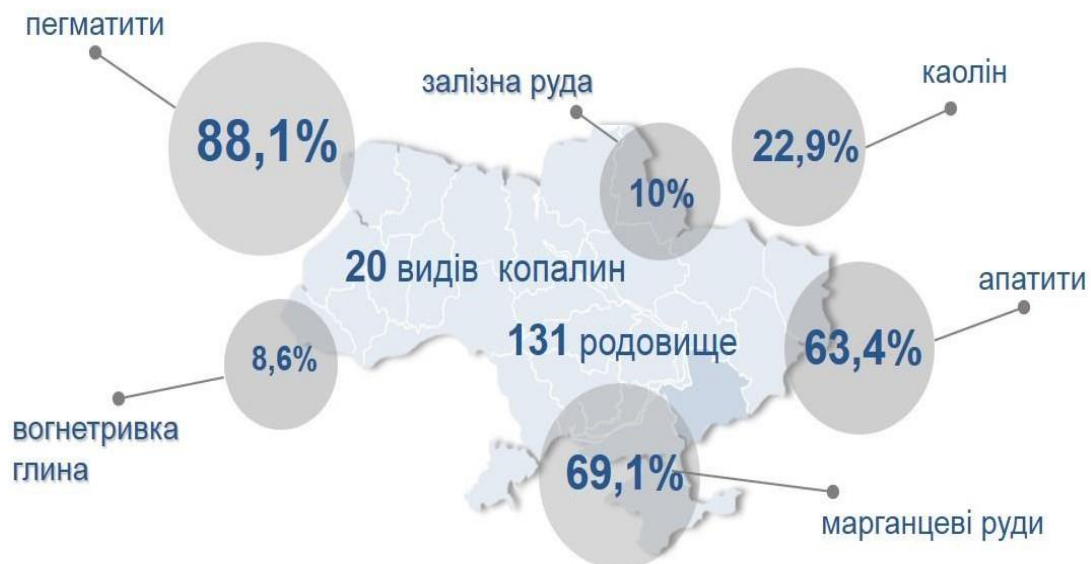 пегматити
88,1%
залізна руда
10%
каолін
22,9%
20 видів копалин
131 родовище
апатити
63,4%
8,6%
вогнетривка
глина
69,1%
марганцеві руди